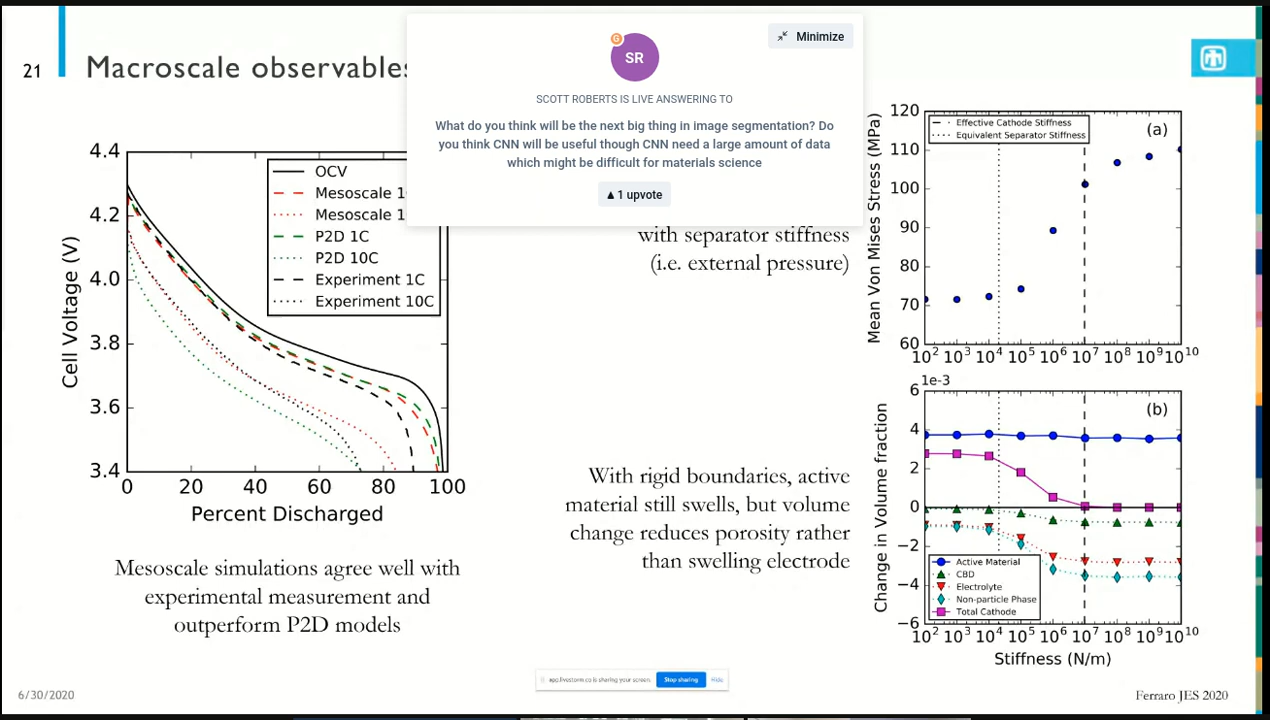 21
Macroscale observables
Minimize
G
SR
SCOTT ROBERTS IS LIVE ANSWERING TO
What do you think will be the next big thing in image segmentation? Do
you think CNN will be useful though CNN need a large amount of data
which might be difficult for materials science
▲ 1 upvote
4.4
4.2
4.0
3.8
3.6
3.4
Cell Voltage (V)
OCV
Mesoscale 1
Mesoscale 1
P2D 1C
P2D 10C
Experiment 1C
Experiment 10C
0 20 40 60 80 100
Percent Discharged
Mesoscale simulations agree well with
experimental measurement and
outperform P2D models
with separator stiffness
(i.e. external pressure)
With rigid boundaries, active
material still swells, but volume
change reduces porosity rather
than swelling electrode
120
110
100
90
80
70
60
Mean Von Mises Stress (MPa)
Effective Cathode Stiffness
Equivalent Separator Stiffness
(a)
10² 10³ 10⁴ 10⁵ 10⁶ 10⁷ 10⁸ 10⁹ 10¹⁰
1e-3
6
4
2
0
−2
−4
−6
Change in Volume fraction
(b)
Active Material
CBD
Electrolyte
Non-particle Phase
Total Cathode
10² 10³ 10⁴ 10⁵ 10⁶ 10⁷ 10⁸ 10⁹ 10¹⁰
Stiffness (N/m)
app.livestorm.co is sharing your screen.
Stop sharing
Hide
6/30/2020
Ferraro JES 2020